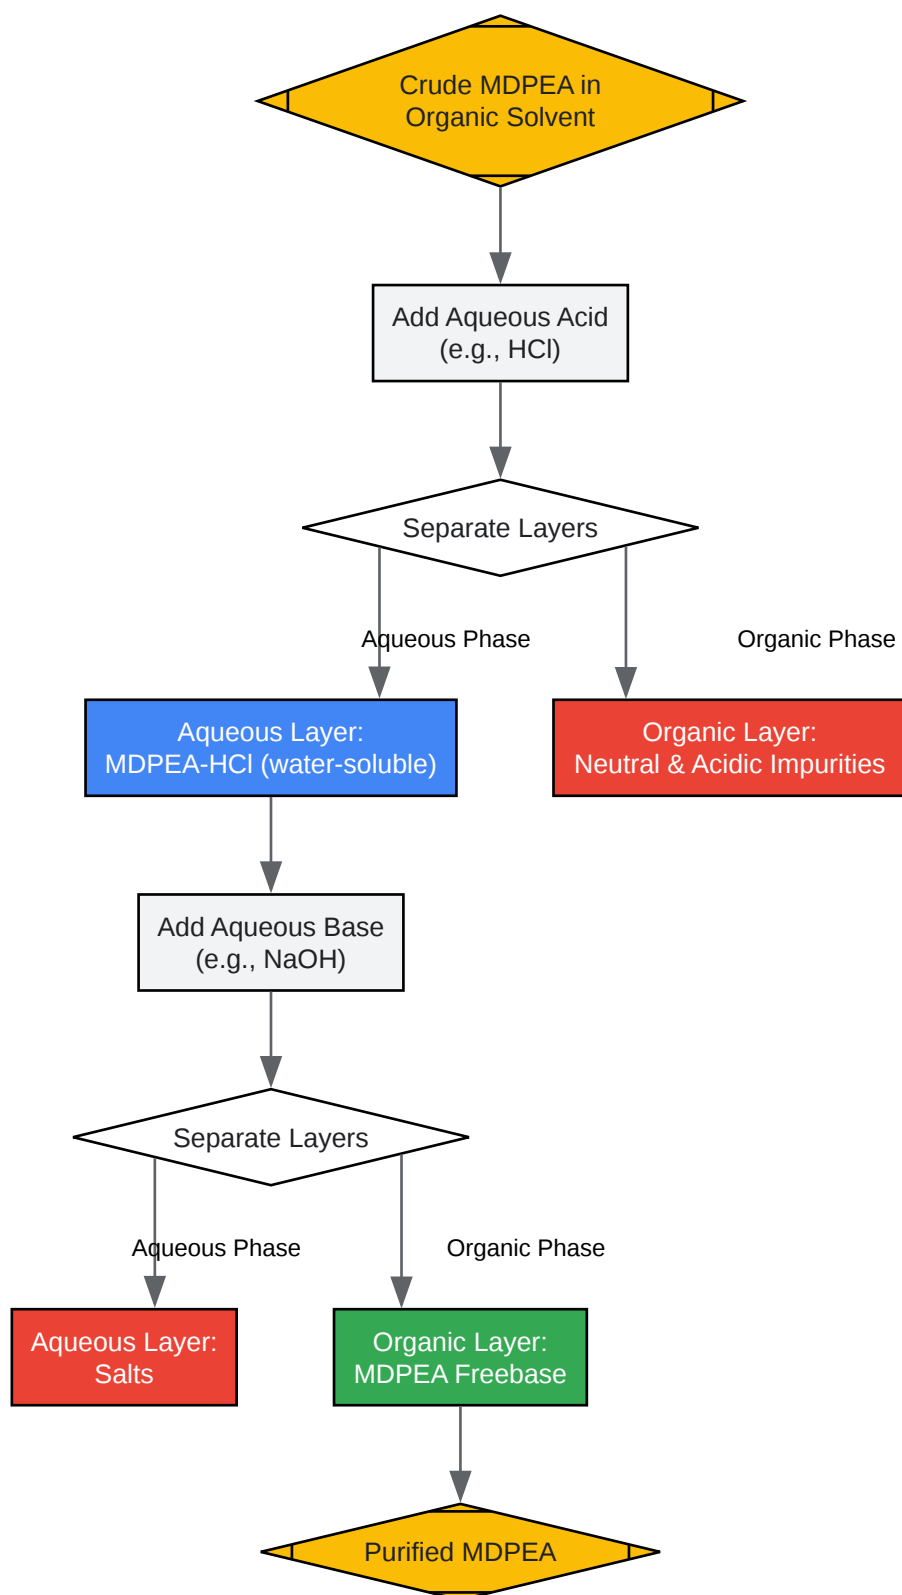 Crude MDPEA in
Organic Solvent
Add Aqueous Acid
(e.g., HCl)
Separate Layers
Aqueous Phase
Organic Phase
Aqueous Layer:
MDPEA-HCl (water-soluble)
Organic Layer:
Neutral & Acidic Impurities
Add Aqueous Base
(e.g., NaOH)
Separate Layers
Aqueous Phase
Organic Phase
Aqueous Layer:
Salts
Organic Layer:
MDPEA Freebase
Purified MDPEA